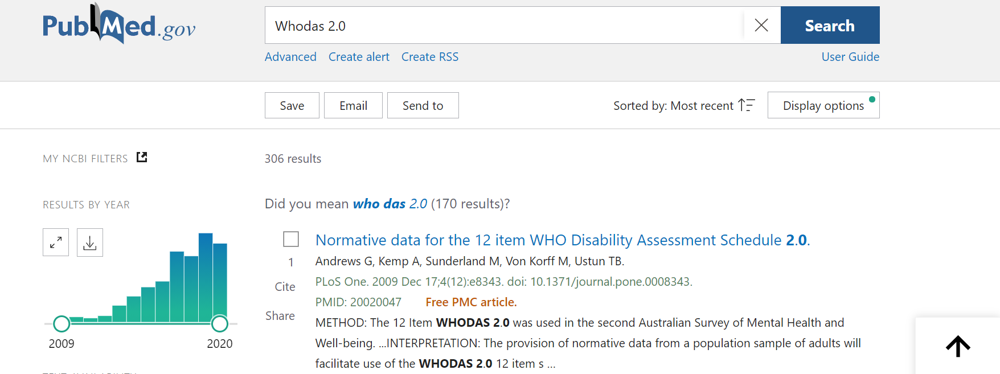 PubMed.gov
Whodas 2.0
Search
Advanced Create alert Create RSS
User Guide
Save Email Send to
Sorted by: Most recent
Display options
MY NCBI FILTERS
306 results
RESULTS BY YEAR
2009 2020
Did you mean who das 2.0 (170 results)?
Normative data for the 12 item WHO Disability Assessment Schedule 2.0.
1
Andrews G, Kemp A, Sunderland M, Von Korff M, Ustun TB.
Cite
PLoS One. 2009 Dec 17;4(12):e8343. doi: 10.1371/journal.pone.0008343.
PMID: 20020047 Free PMC article.
Share
METHOD: The 12 Item WHODAS 2.0 was used in the second Australian Survey of Mental Health and
Well-being. ...INTERPRETATION: The provision of normative data from a population sample of adults will
facilitate use of the WHODAS 2.0 12 item s ...